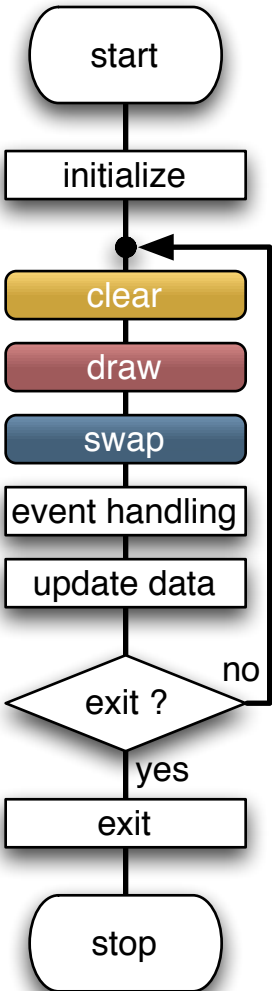 start
initialize
clear
draw
swap
event handling
update data
exit ?
no
yes
exit
stop